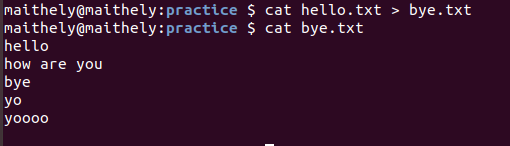 maithely@maithely:practice $ cat hello.txt > bye.txt
maithely@maithely:practice $ cat bye.txt
hello
how are you
bye
yo
yoooo